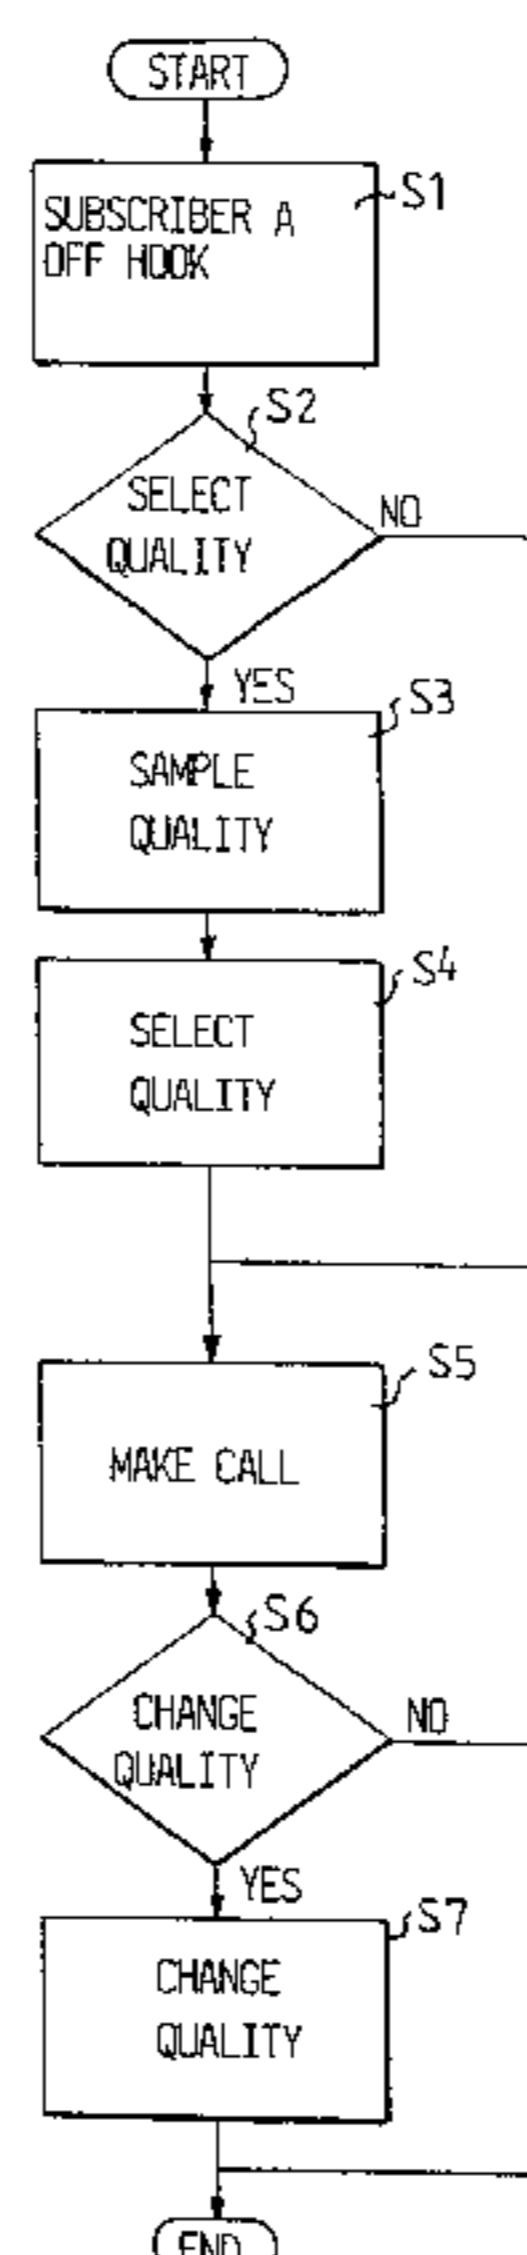 START
S1
SUBSCRIBER A
OFF HOOK
S2
SELECT
QUALITY
NO
YES
S3
SAMPLE
QUALITY
S4
SELECT
QUALITY
S5
MAKE CALL
S6
CHANGE
QUALITY
NO
YES
S7
CHANGE
QUALITY
END